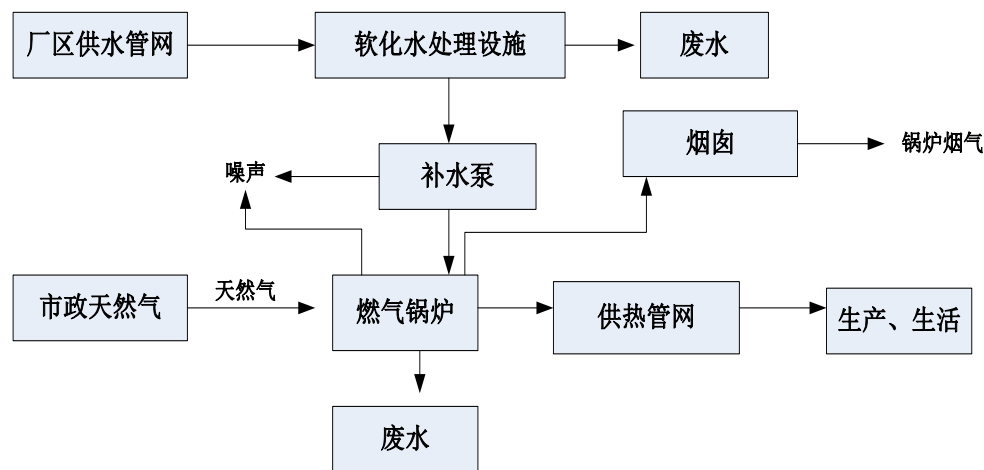 厂区供水管网
软化水处理设施
废水
烟囱
锅炉烟气
噪声
补水泵
市政天然气
天然气
燃气锅炉
供热管网
生产、生活
废水